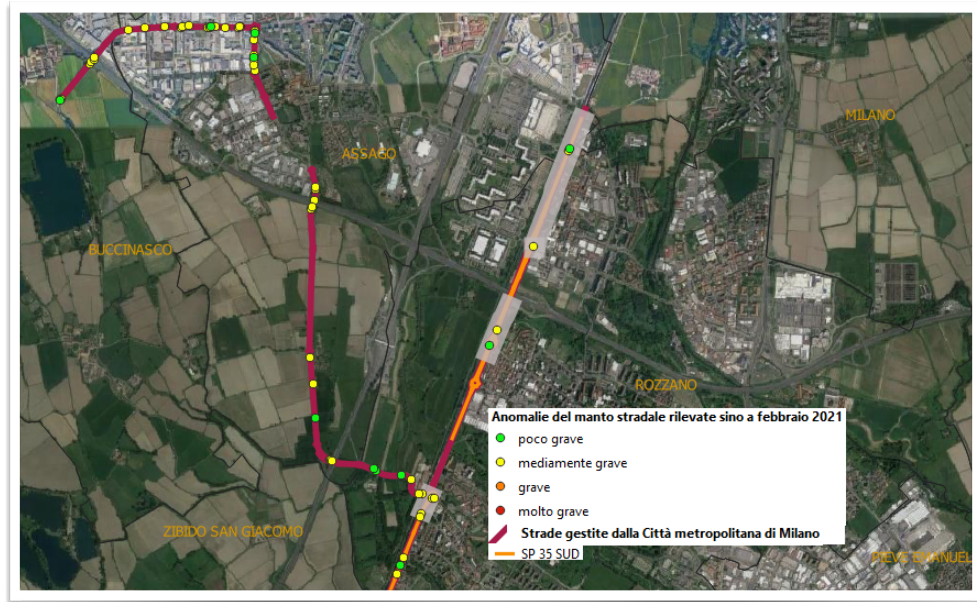 MILANO
ASSAGO
BUCCINASCO
ROZZANO
Anomalie del manto stradale rilevate sino a febbraio 2021
poco grave
mediamente grave
grave
molto grave
Strade gestite dalla Città metropolitana di Milano
SP 35 SUD
ZIBIDO SAN GIACOMO
PIEVE EMANUEL